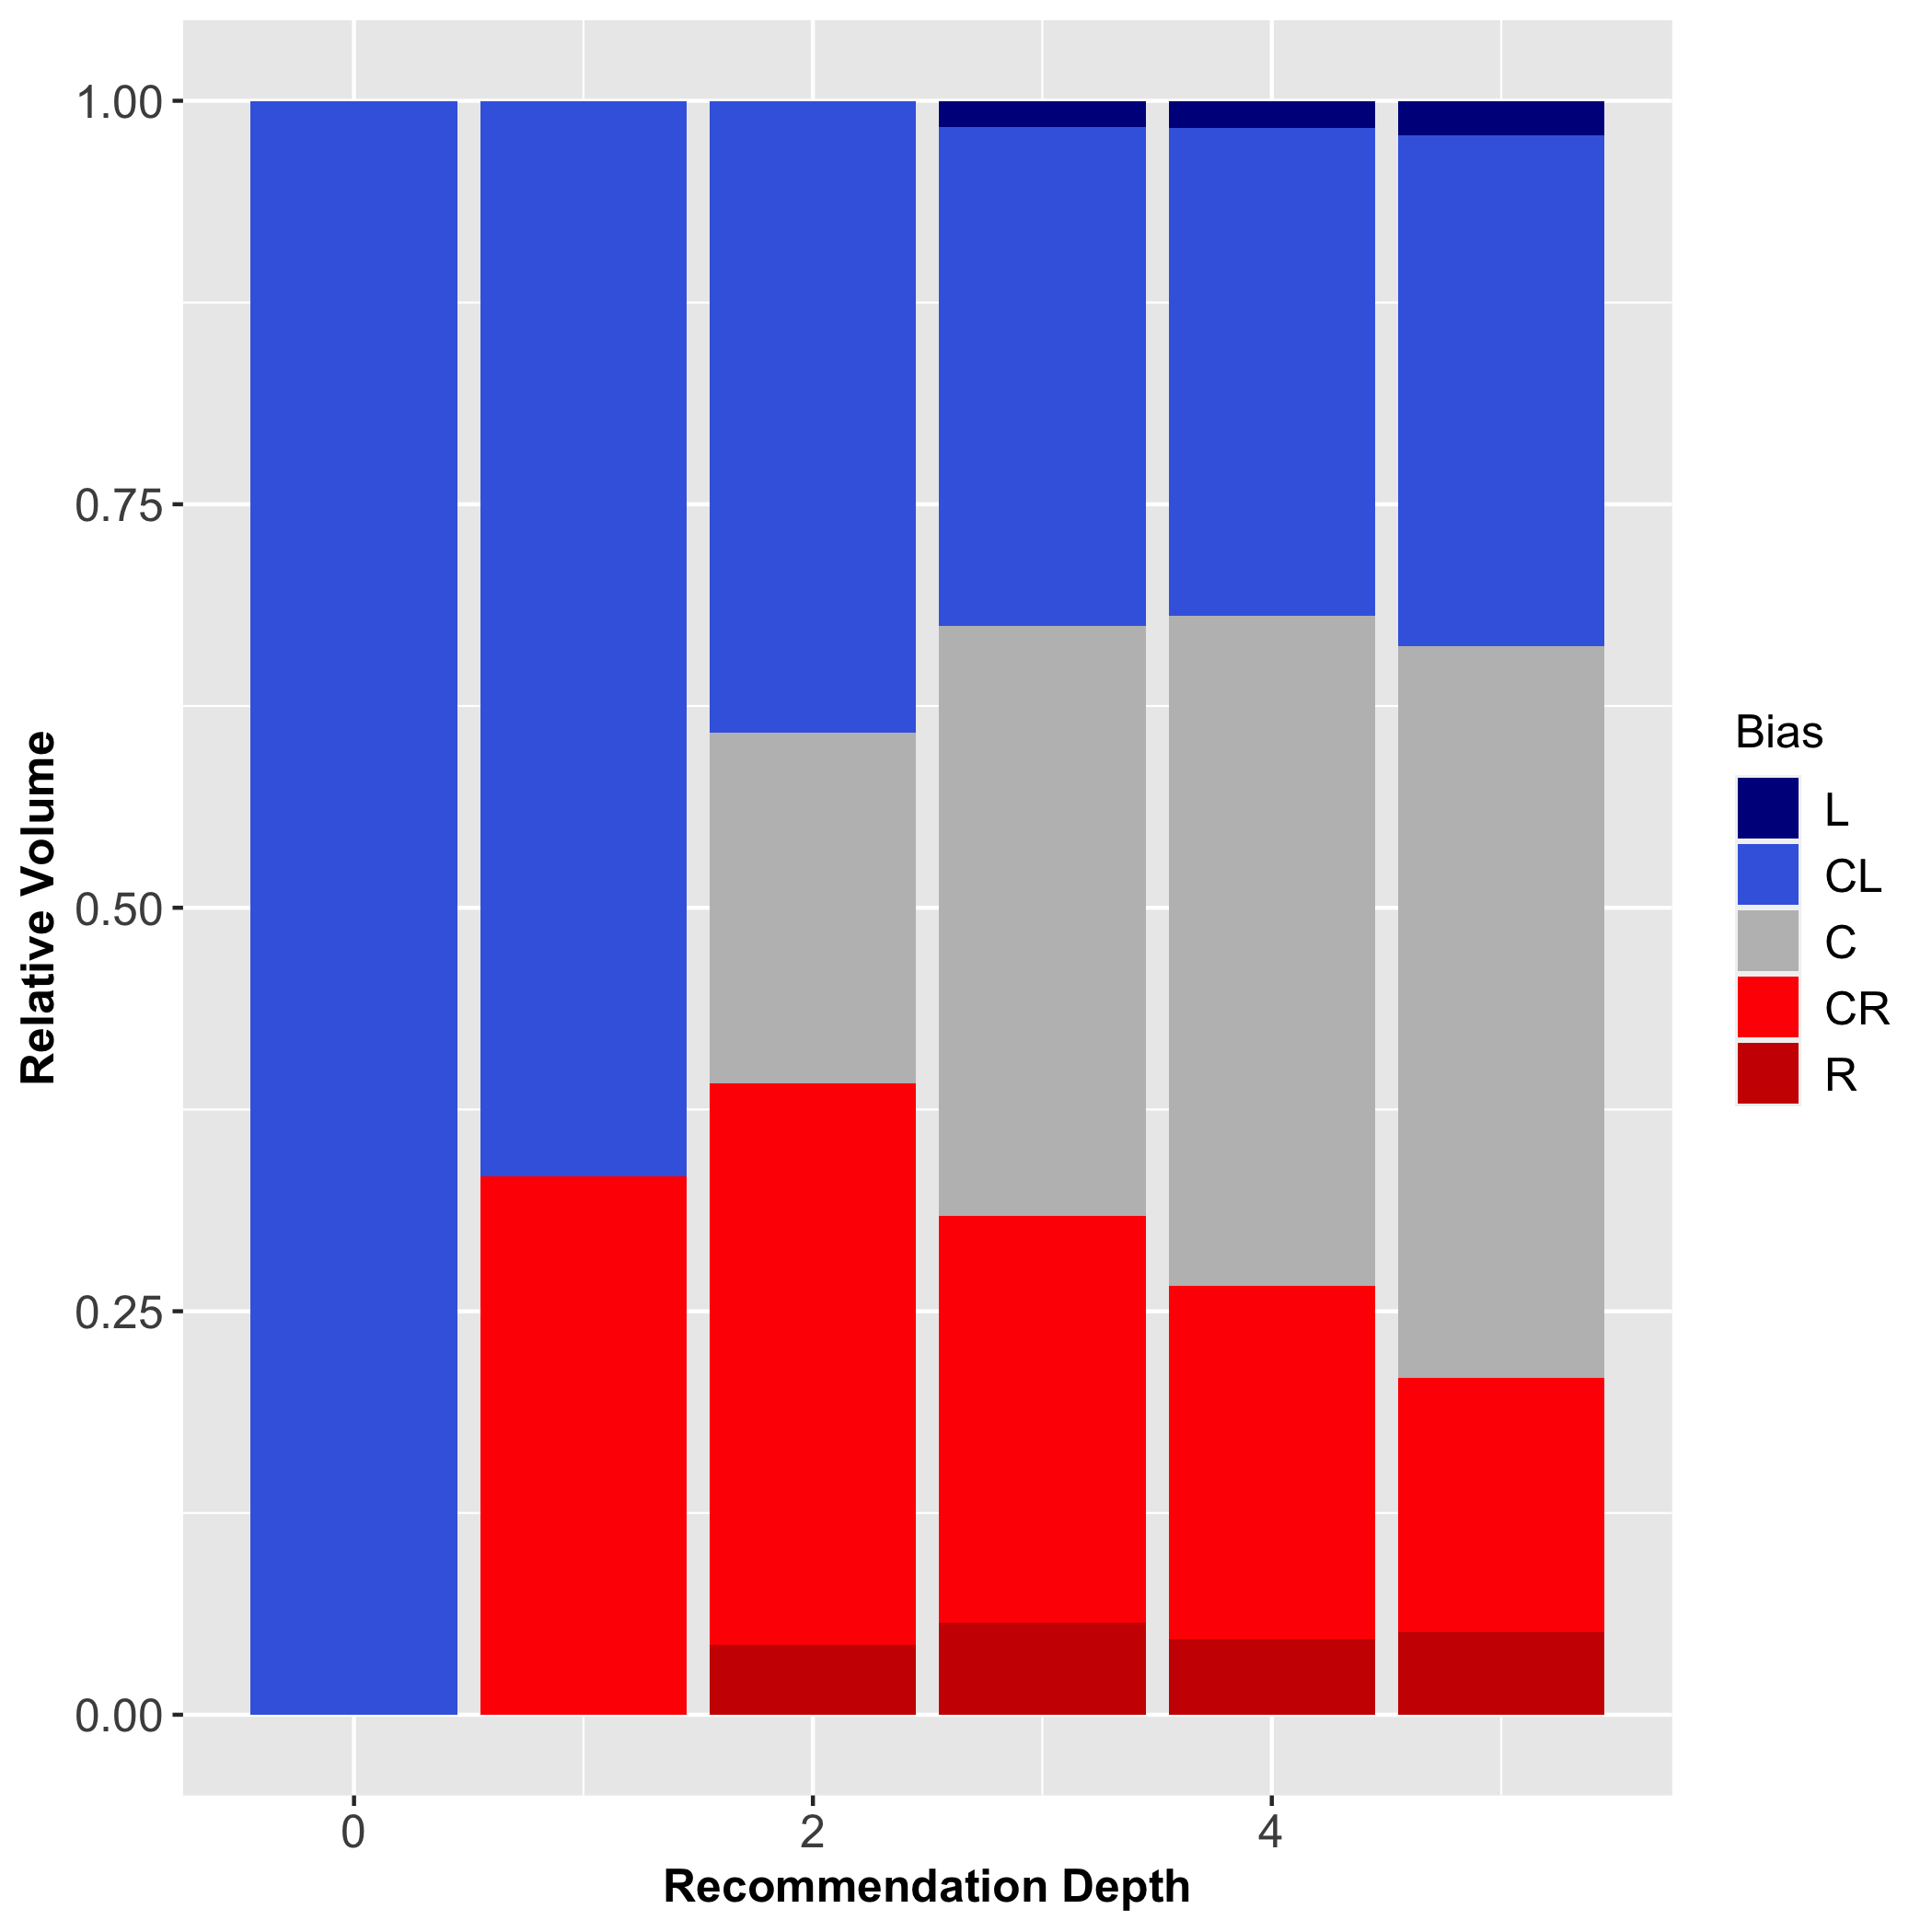 1.00
0.75
0.50
0.25
0.00
Relative Volume
0
2
4
Recommendation Depth
Bias
L
CL
C
CR
R